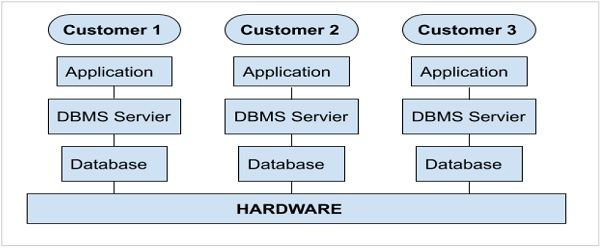 Customer 1 Customer 2 Customer 3
Application Application Application
DBMS Servier DBMS Servier DBMS Servier
Database Database Database
HARDWARE